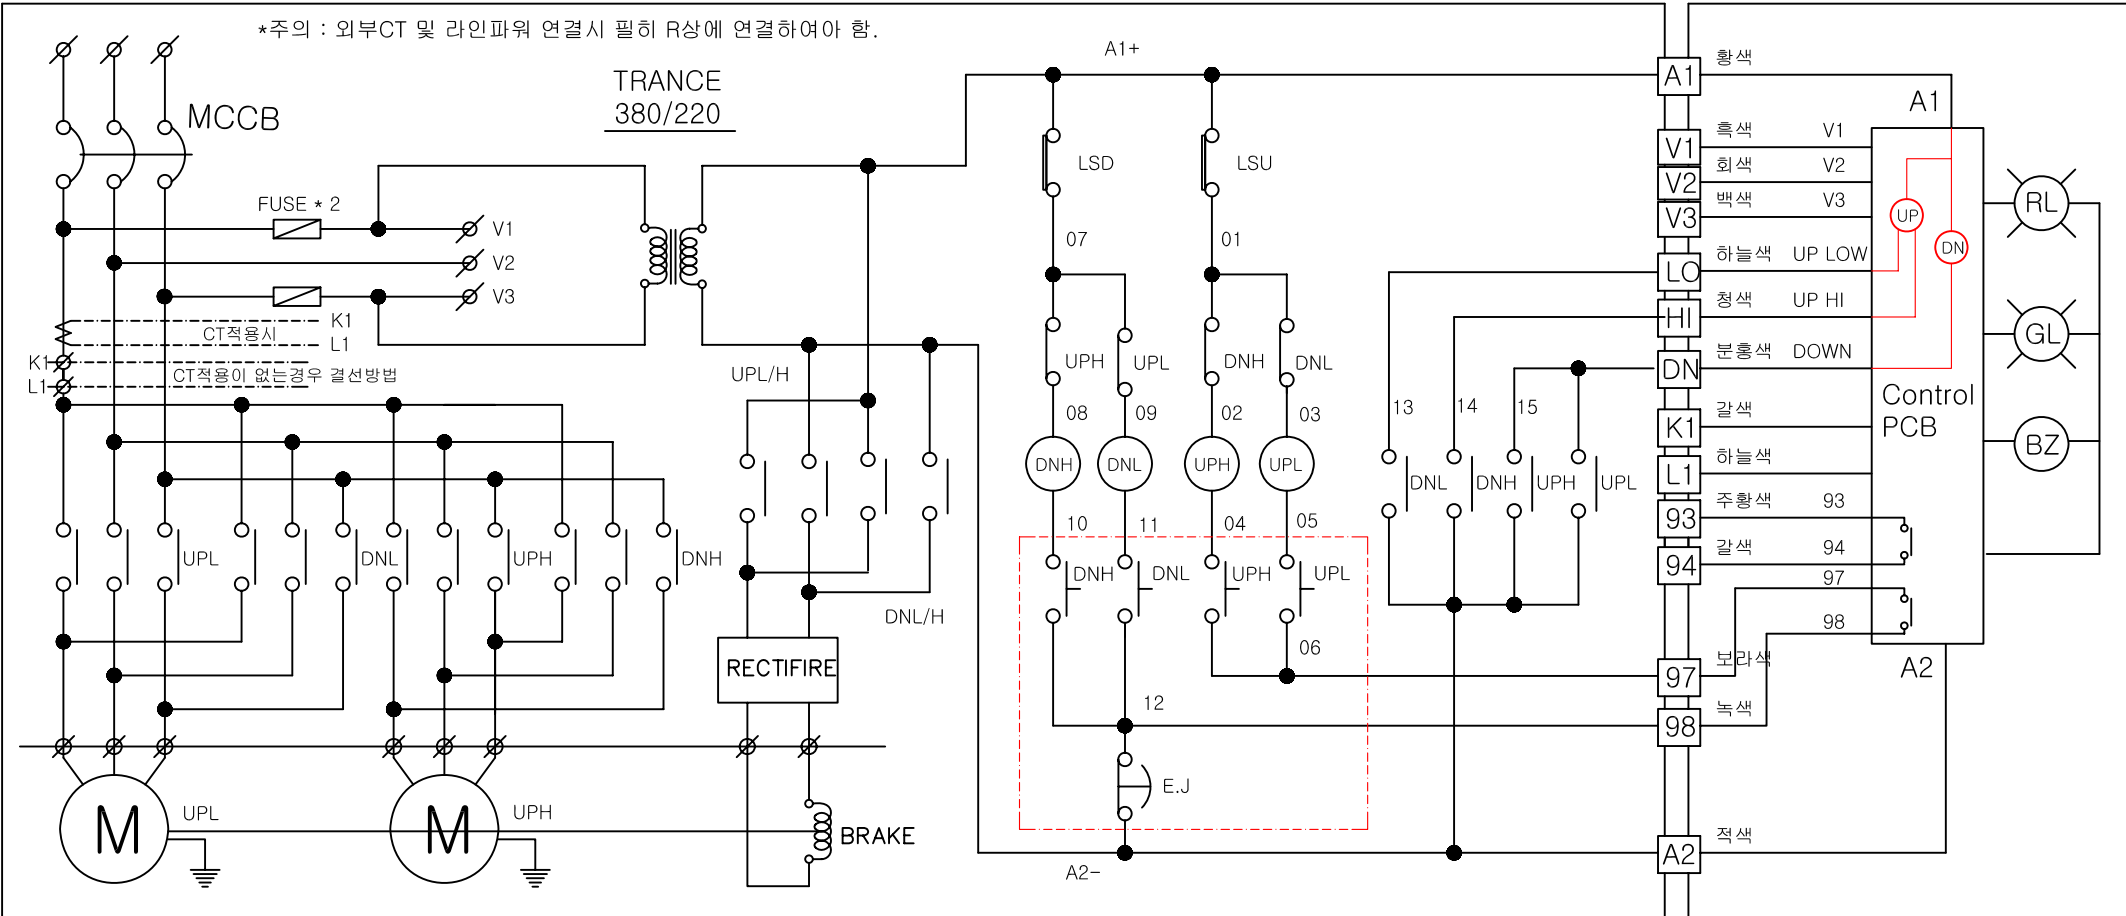 *주의 : 외부CT 및 라인파워 연결시 필히 R상에 연결하여아 함.
TRANCE
380/220
MCCB
FUSE * 2
V1
V2
V3
K1
CT적용시
L1
K1
CT적용이 없는경우 결선방법
L1
UPL
DNL
UPH
DNH
UPL/H
DNL/H
RECTIFIRE
M
UPL
M
UPH
BRAKE
A1+
LSD
LSU
07
01
UPH
UPL
DNH
DNL
08
09
02
03
DNH
DNL
UPH
UPL
10
11
04
05
DNH
DNL
UPH
UPL
06
12
E.J
A2-
13
14
15
DNL
DNH
UPH
UPL
A1
황색
V1
흑색
V1
V2
회색
V2
V3
백색
V3
LO
하늘색
UP LOW
HI
청색
UP HI
DN
분홍색
DOWN
K1
갈색
L1
하늘색
93
주황색
93
94
갈색
94
97
98
97
보라색
98
녹색
A2
적색
A1
UP
DN
Control
PCB
A2
RL
GL
BZ